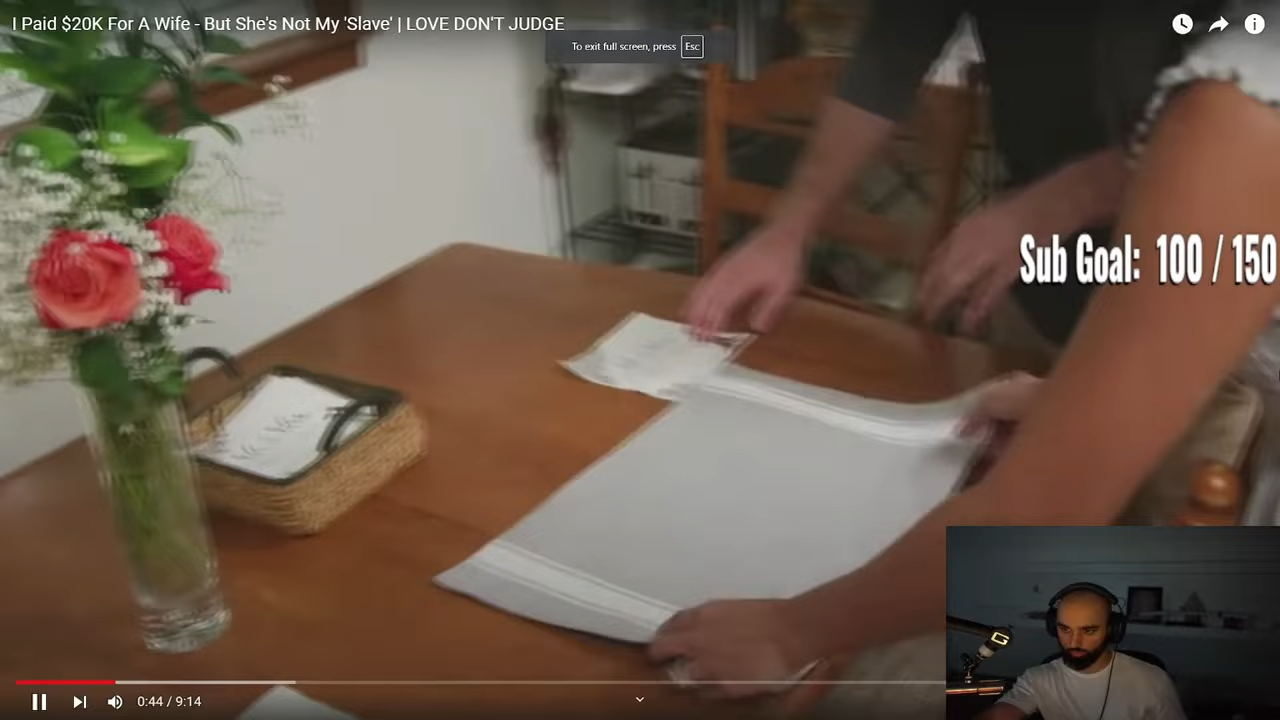 I Paid $20K For A Wife - But She's Not My 'Slave' | LOVE DON'T JUDGE
To exit full screen, press Esc
Sub Goal: 100 / 150
0:44 / 9:14